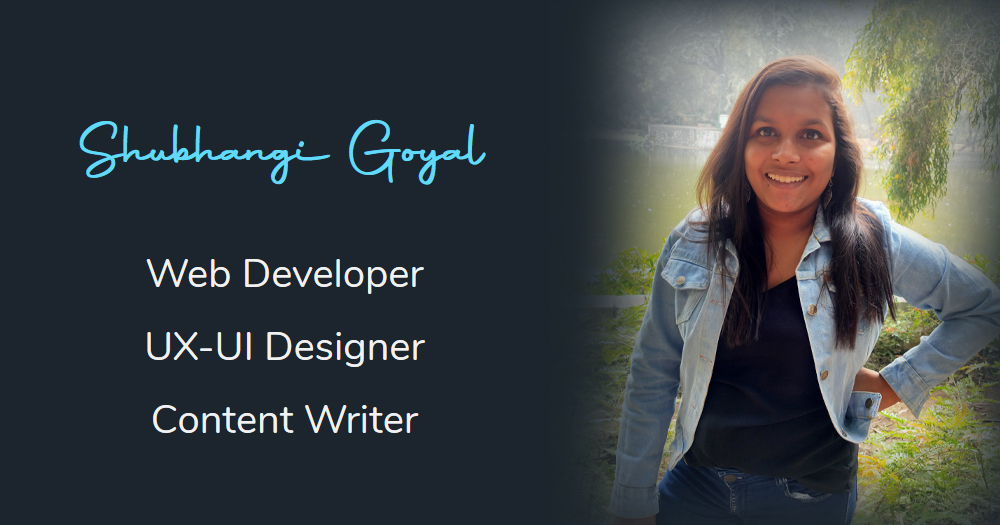 Shubhangi Goyal
Web Developer
UX-UI Designer
Content Writer